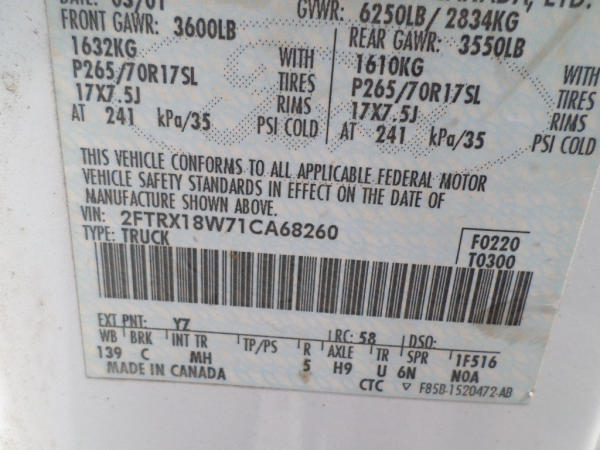 DATE: 03/01
GVWR: 6250LB/ 2834KG
FRONT GAWR: 3600LB
REAR GAWR: 3550LB
1632KG WITH
1610KG WITH
P265/70R17SL TIRES
P265/70R17SL TIRES
17X7.5J RIMS
17X7.5J RIMS
AT 241 kPa/35 PSI COLD
AT 241 kPa/35 PSI COLD
THIS VEHICLE CONFORMS TO ALL APPLICABLE FEDERAL MOTOR
VEHICLE SAFETY STANDARDS IN EFFECT ON THE DATE OF
MANUFACTURE SHOWN ABOVE.
VIN: 2FTRX18W71CA68260
TYPE: TRUCK
F0220
T0300
EXT PNT: YZ RC: 58 DSO:
WB BRK INT TR TP/PS R AXLE TR SPR 1F516
139 C MH 5 H9 U 6N NOA
MADE IN CANADA
CTC ▽ F85B-1520472-AB